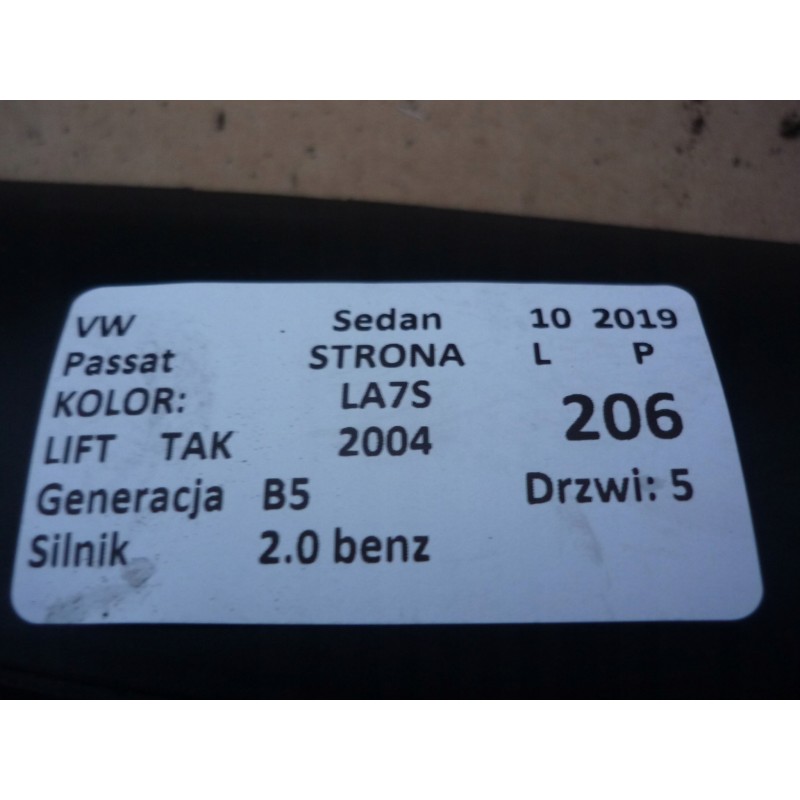 VW Sedan 10 2019
Passat STRONA L P
KOLOR: LA7S 206
LIFT TAK 2004
Generacja B5 Drzwi: 5
Silnik 2.0 benz